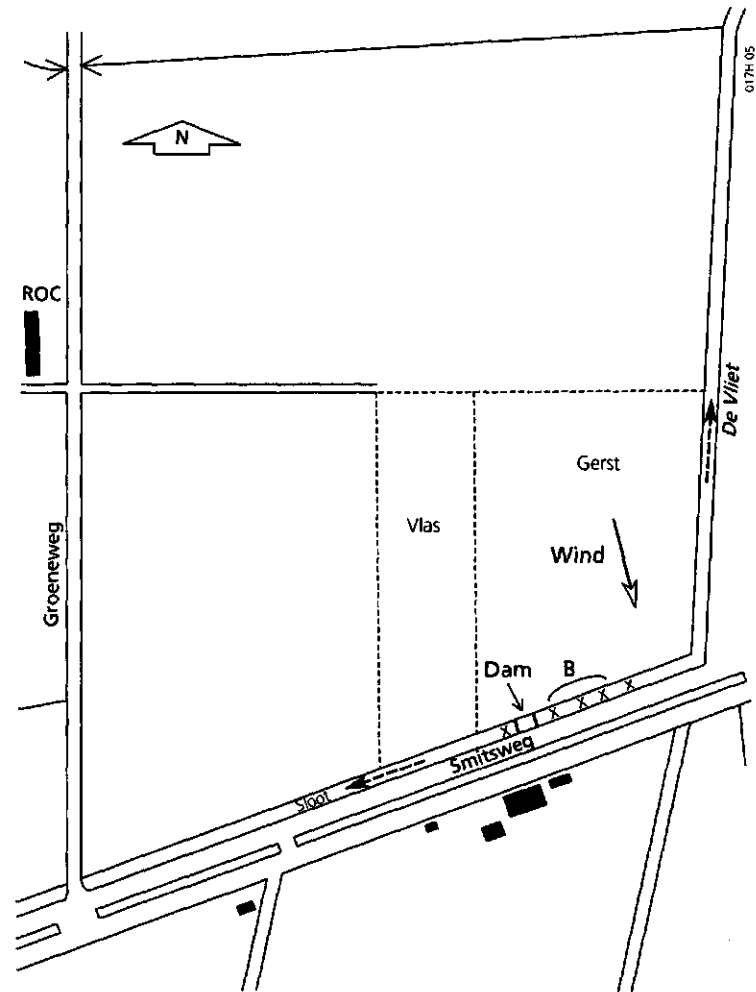 017H 05
N
ROC
De Vliet
Gerst
Vlas
Wind
Groeneweg
Dam
B
X X X X X
Smitsweg
Sloot